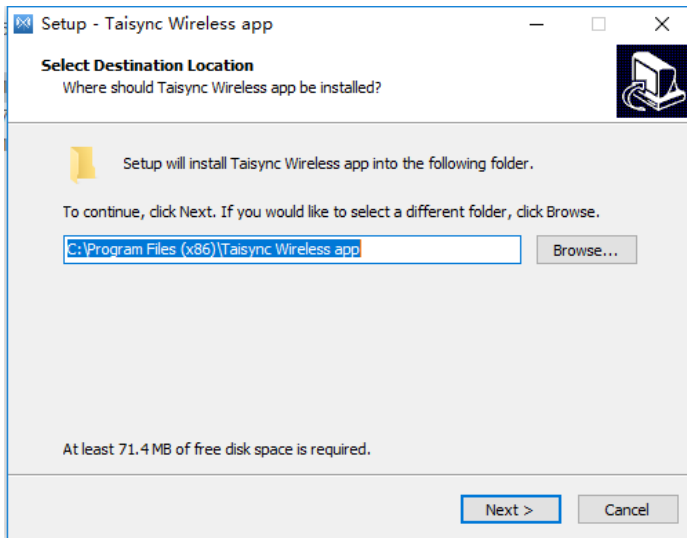 Setup - Taisync Wireless app
Select Destination Location
Where should Taisync Wireless app be installed?
Setup will install Taisync Wireless app into the following folder.
To continue, click Next. If you would like to select a different folder, click Browse.
C:\Program Files (x86)\Taisync Wireless app
Browse...
At least 71.4 MB of free disk space is required.
Next >
Cancel